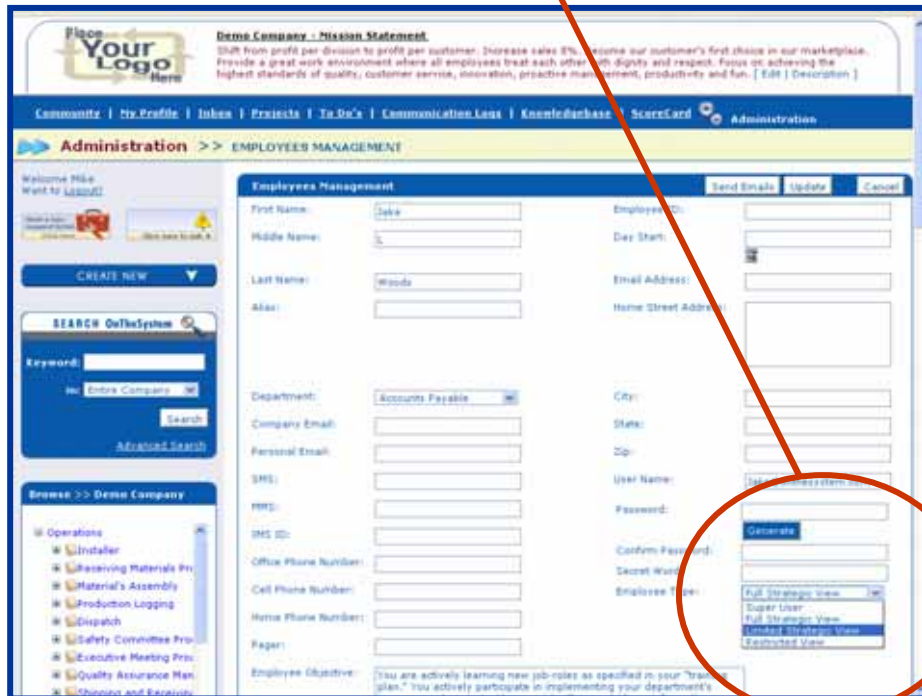 Place
Your
Logo
Here
Demo Company - Mission Statement
Shift from profit per division to profit per customer. Increase sales 8%. Become our customer's first choice in our marketplace.
Provide a great work environment where all employees treat each other with dignity and respect. Focus on achieving the
highest standards of quality, customer service, innovation, proactive management, productivity and fun. [ Edit | Description ]
Community | My Profile | Inbox | Projects | To Do's | Communication Logs | Knowledgebase | ScoreCard Administration
Administration >> EMPLOYEES MANAGEMENT
Welcome Mike
Want to Logout?
Click here to ask it
CREATE NEW
SEARCH OnTheSystem
Keyword:
In: Entire Company
Search
Advanced Search
Browse >> Demo Company
Operations
Installer
Receiving Materials Pro
Material's Assembly
Production Logging
Dispatch
Safety Committee Pro
Executive Meeting Proc
Quality Assurance Man
Shipping and Receiving
Employees Management Send Emails Update Cancel
First Name: Jake Employee ID:
Middle Name: L Day Start:
Last Name: Woods Email Address:
Alias: Home Street Address:
Department: Accounts Payable City:
Company Email: State:
Personal Email: Zip:
SMS: User Name:
MMS: Password:
Generate
IMS ID: Confirm Password:
Office Phone Number: Secret Word:
Cell Phone Number: Employee Type: Full Strategic View
Super User
Full Strategic View
Limited Strategic View
Restricted View
Home Phone Number:
Pager:
Employee Objective: You are actively learning new job roles as specified in your "training
plan." You actively participate in implementing your department's